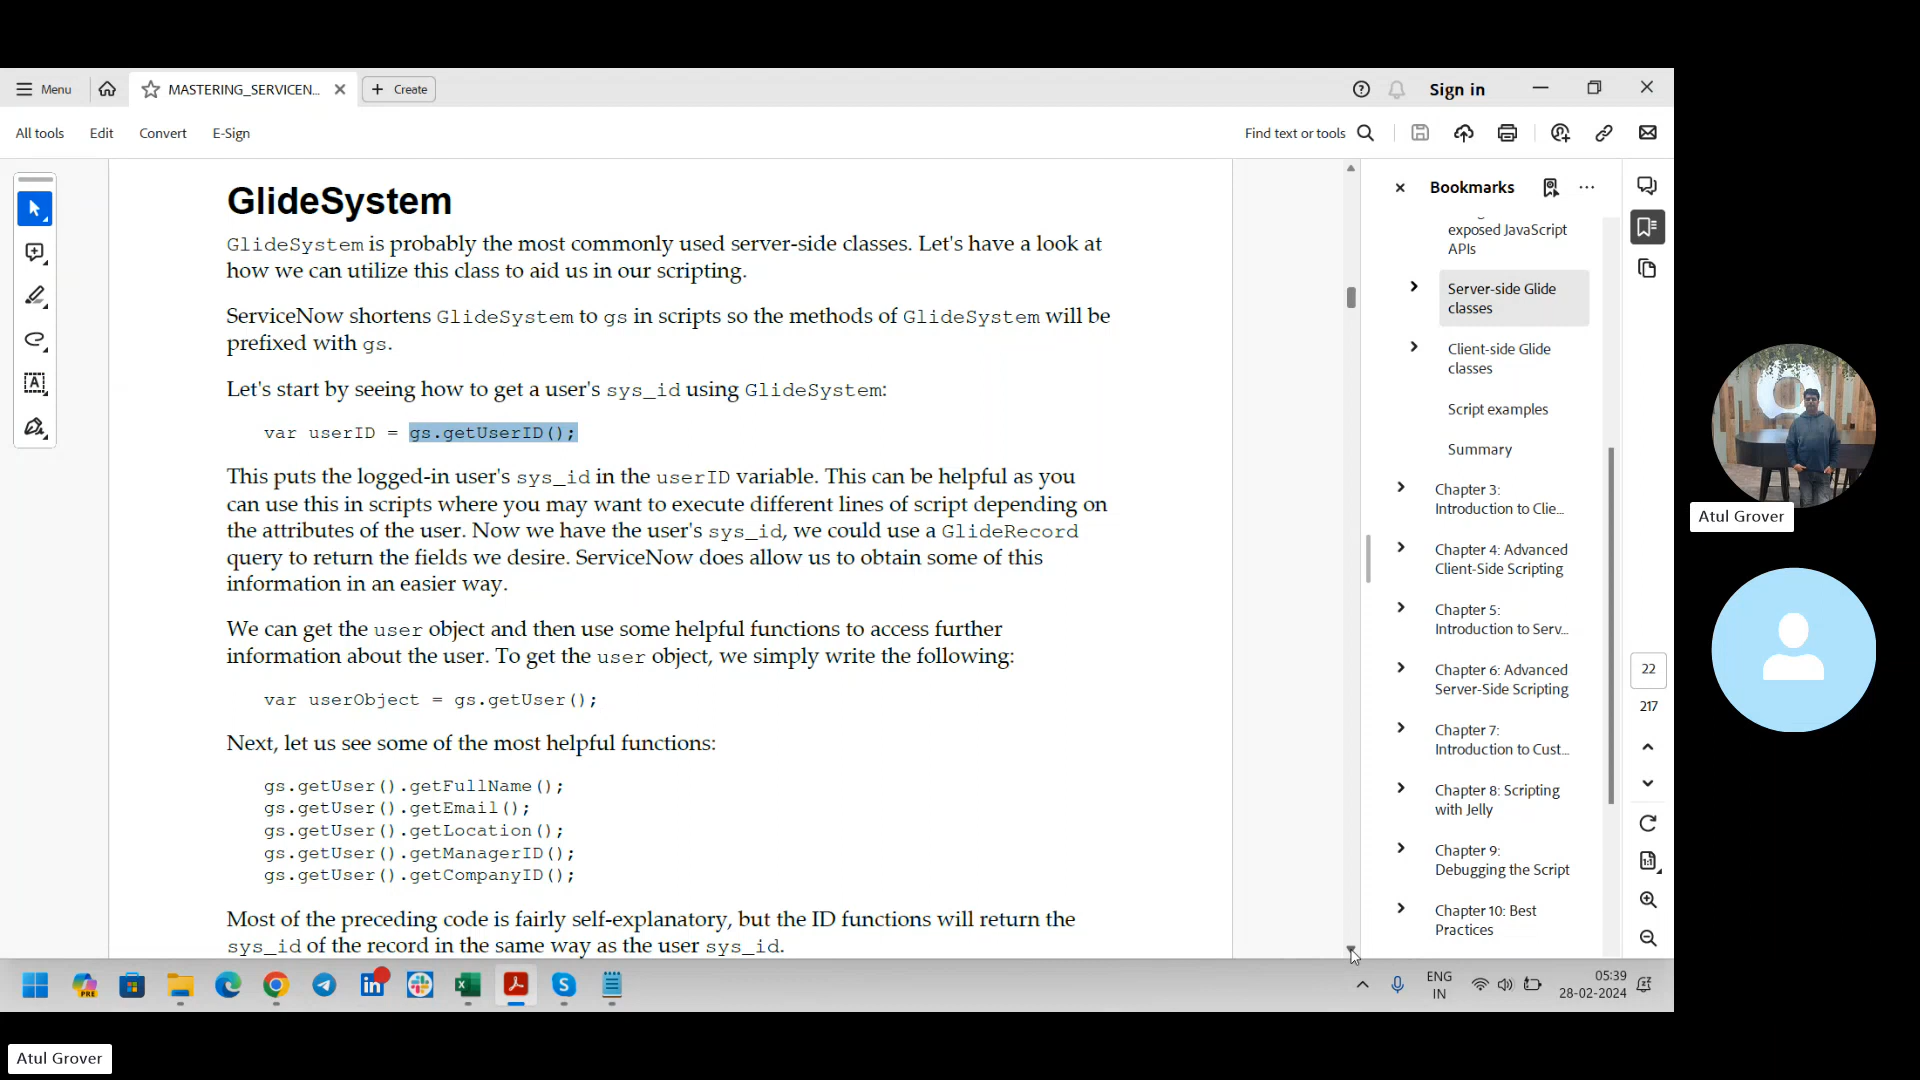 Menu
MASTERING_SERVICEN...
Create
Sign in
All tools
Edit
Convert
E-Sign
Find text or tools
GlideSystem
GlideSystem is probably the most commonly used server-side classes. Let's have a look at
how we can utilize this class to aid us in our scripting.
ServiceNow shortens GlideSystem to gs in scripts so the methods of GlideSystem will be
prefixed with gs.
Let's start by seeing how to get a user's sys_id using GlideSystem:
var userID = gs.getUserID();
This puts the logged-in user's sys_id in the userID variable. This can be helpful as you
can use this in scripts where you may want to execute different lines of script depending on
the attributes of the user. Now we have the user's sys_id, we could use a GlideRecord
query to return the fields we desire. ServiceNow does allow us to obtain some of this
information in an easier way.
We can get the user object and then use some helpful functions to access further
information about the user. To get the user object, we simply write the following:
var userObject = gs.getUser();
Next, let us see some of the most helpful functions:
gs.getUser().getFullName();
gs.getUser().getEmail();
gs.getUser().getLocation();
gs.getUser().getManagerID();
gs.getUser().getCompanyID();
Most of the preceding code is fairly self-explanatory, but the ID functions will return the
sys_id of the record in the same way as the user sys_id.
Bookmarks
exposed JavaScript
APIs
Server-side Glide
classes
Client-side Glide
classes
Script examples
Summary
Chapter 3:
Introduction to Clie...
Chapter 4: Advanced
Client-Side Scripting
Chapter 5:
Introduction to Serv...
Chapter 6: Advanced
Server-Side Scripting
Chapter 7:
Introduction to Cust...
Chapter 8: Scripting
with Jelly
Chapter 9:
Debugging the Script
Chapter 10: Best
Practices
22
217
PRE
ENG
IN
05:39
28-02-2024
Atul Grover
Atul Grover